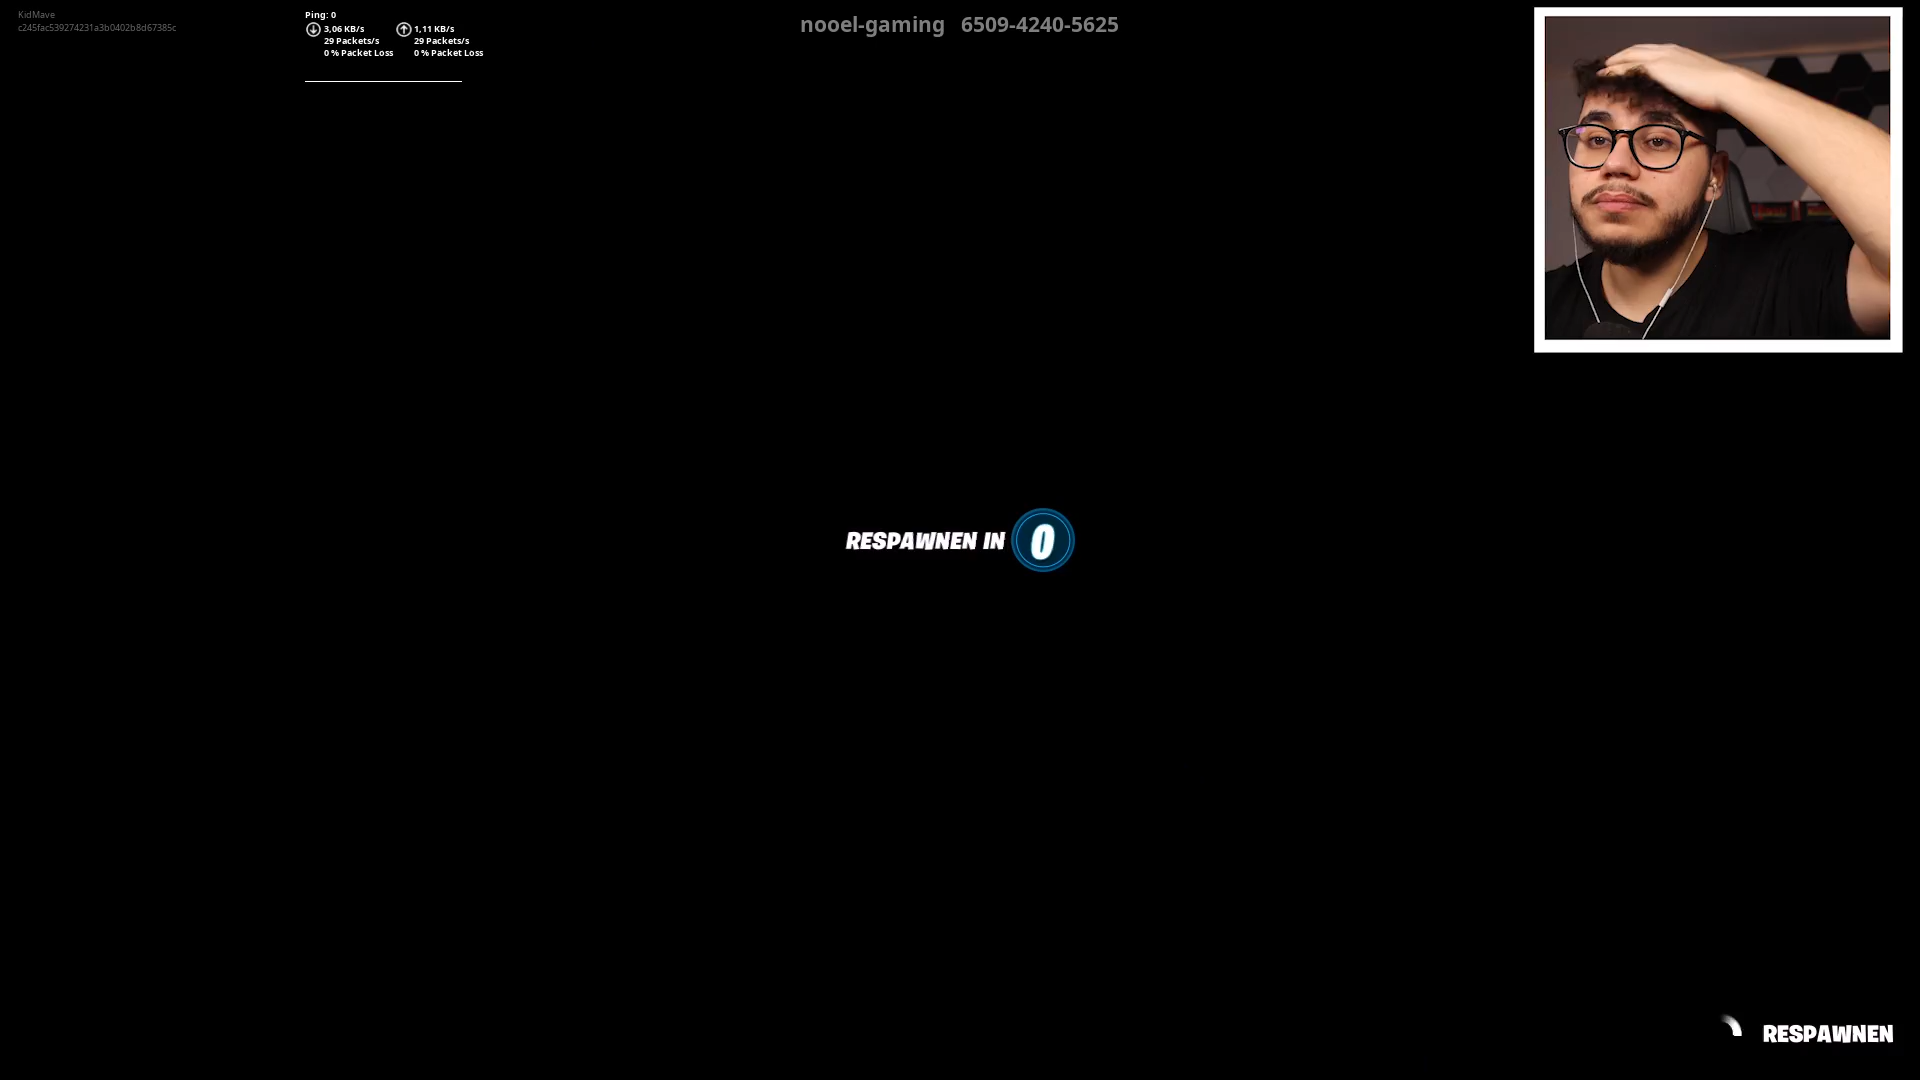 KidMave
c245fac539274231a3b0402b8d67385c
Ping: 0
3,06 KB/s 1,11 KB/s
29 Packets/s 29 Packets/s
0 % Packet Loss 0 % Packet Loss
nooel-gaming 6509-4240-5625
RESPAWNEN IN 0
RESPAWNEN